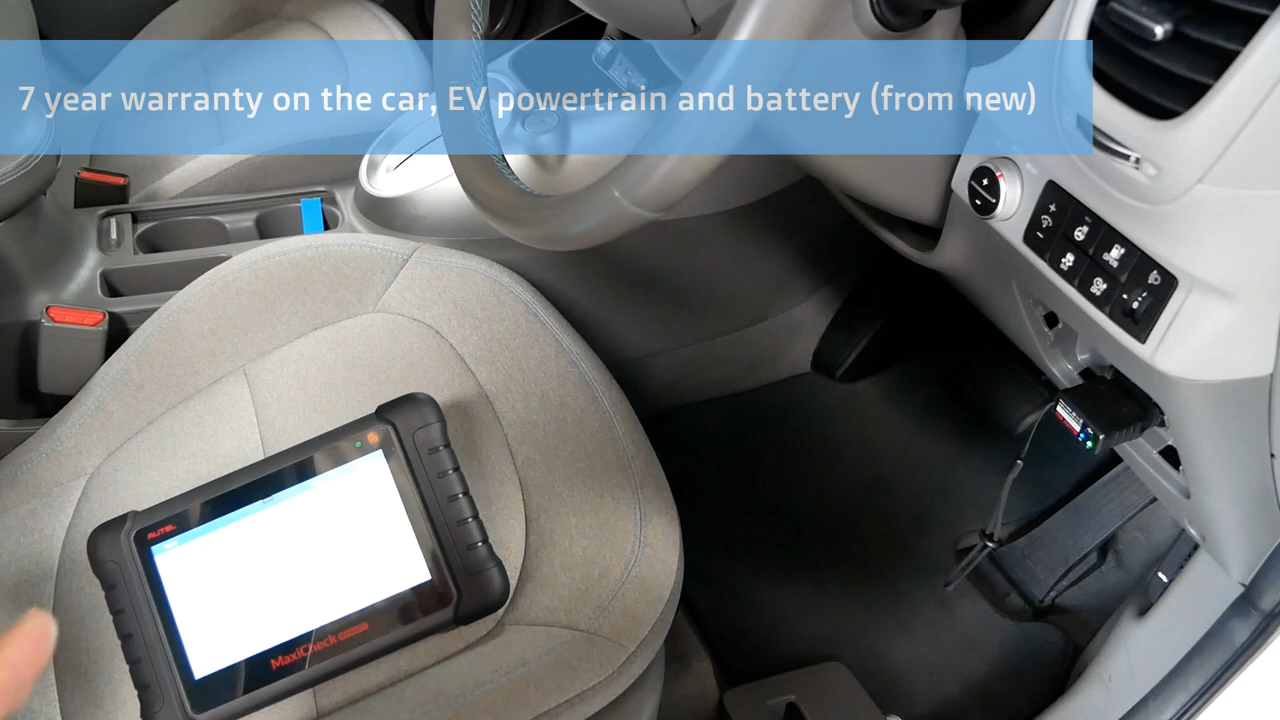 7 year warranty on the car, EV powertrain and battery (from new)
AUTEL
MaxiCheck